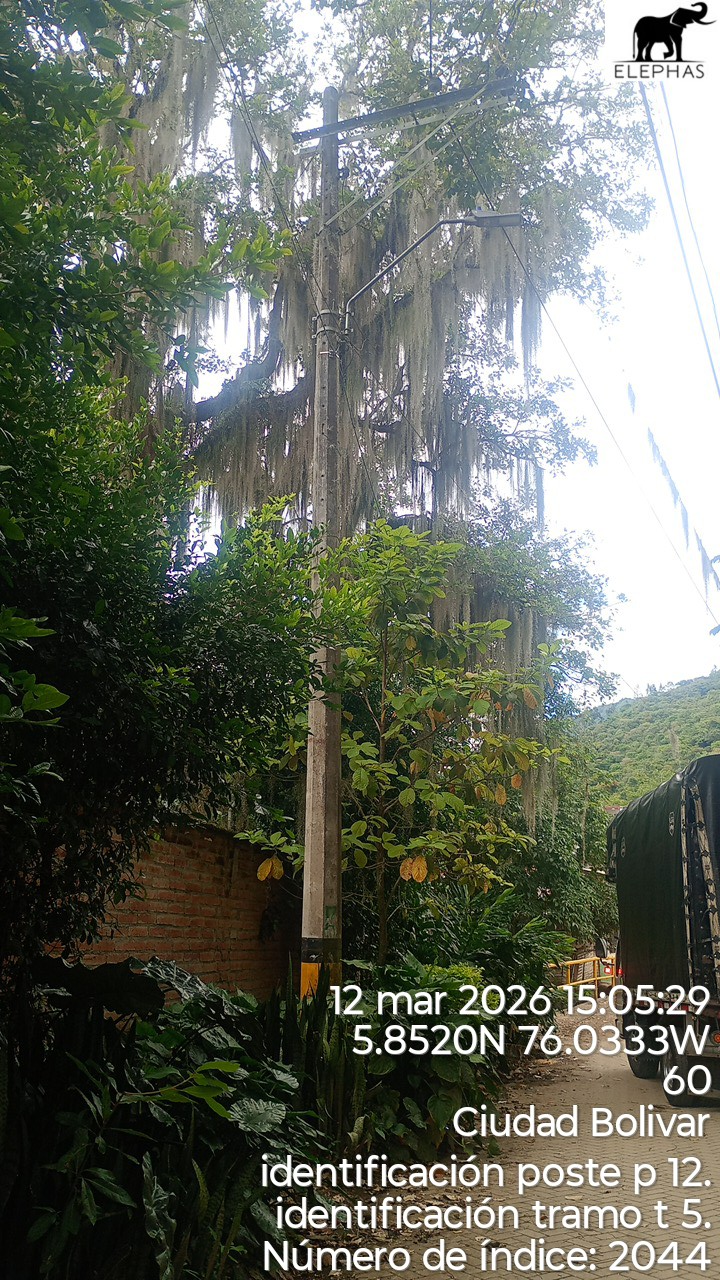 ELEPHAS
12 mar 2026 15:05:29
5.8520N 76.0333W
60
Ciudad Bolivar
identificación poste p 12.
identificación tramo t 5.
Número de índice: 2044